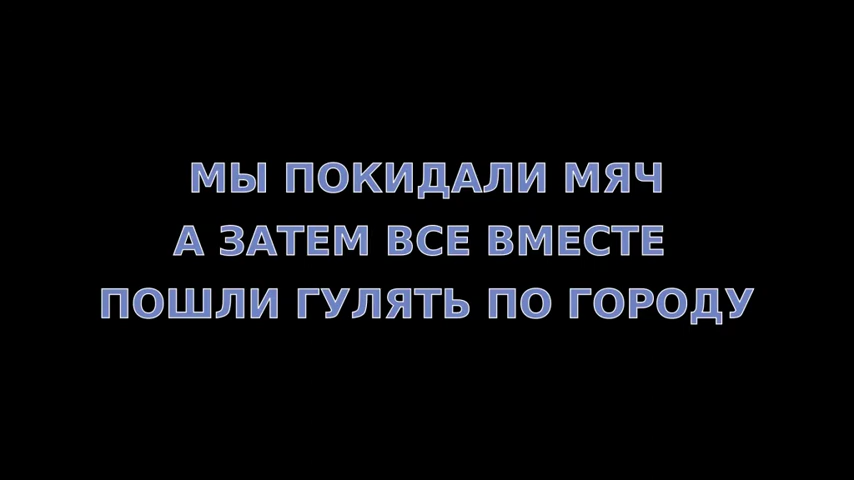 МЫ ПОКИДАЛИ МЯЧ
А ЗАТЕМ ВСЕ ВМЕСТЕ
ПОШЛИ ГУЛЯТЬ ПО ГОРОДУ